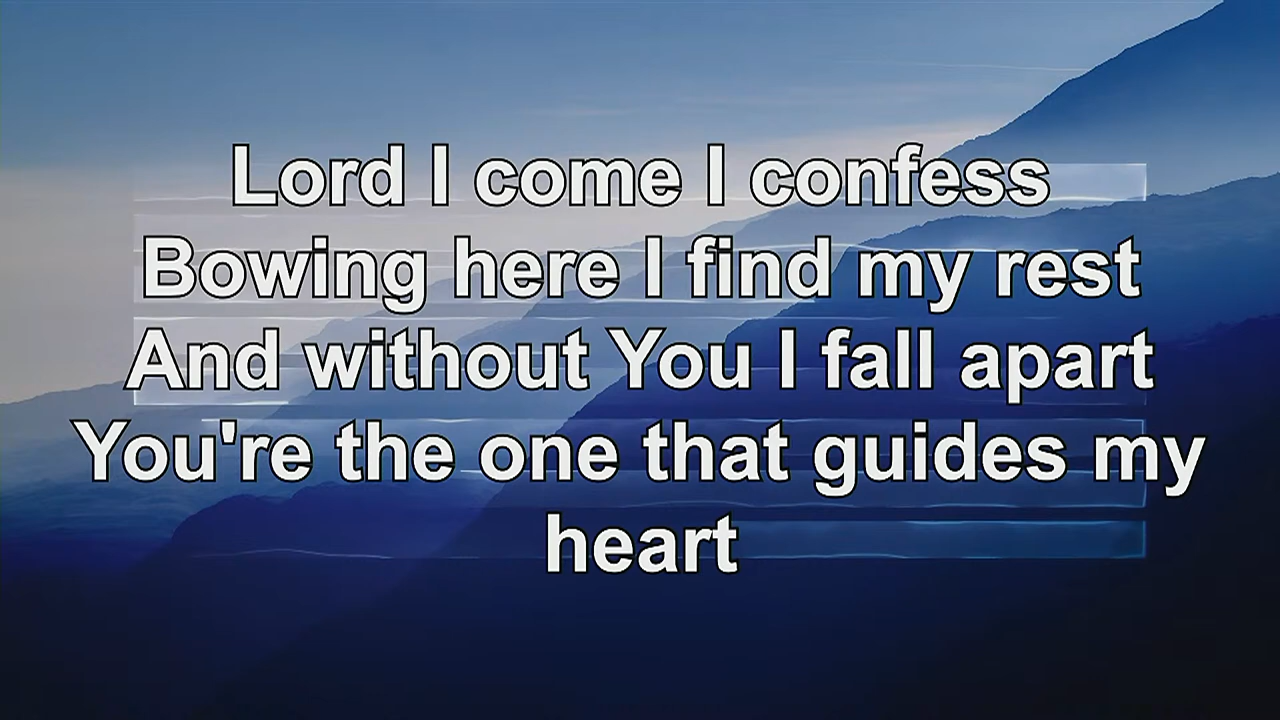 Lord I come I confess
Bowing here I find my rest
And without You I fall apart
You're the one that guides my
heart